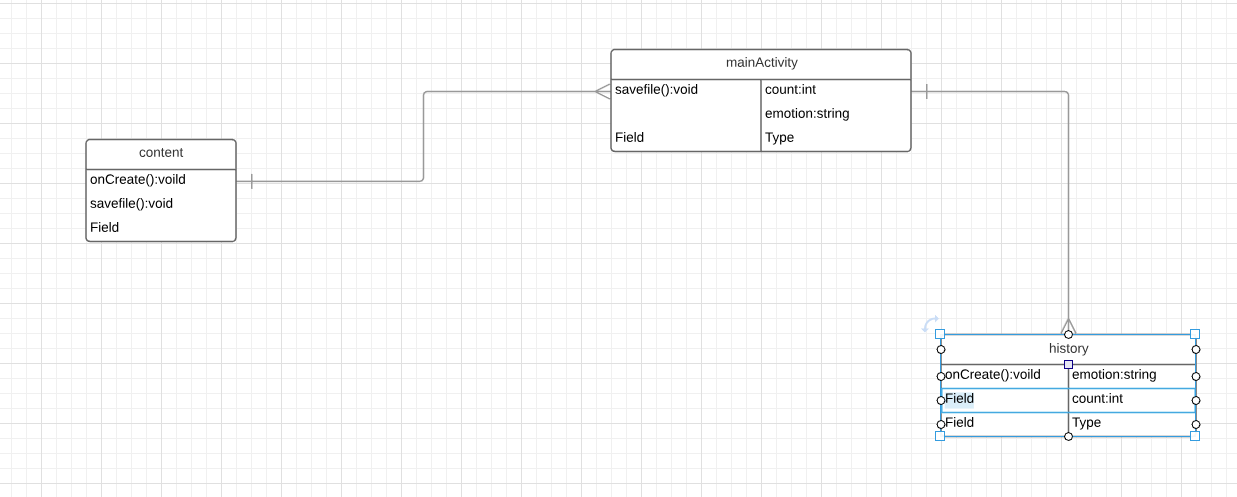 mainActivity
savefile():void count:int
emotion:string
Field Type
content
onCreate():voild
savefile():void
Field
history
onCreate():voild emotion:string
Field count:int
Field Type